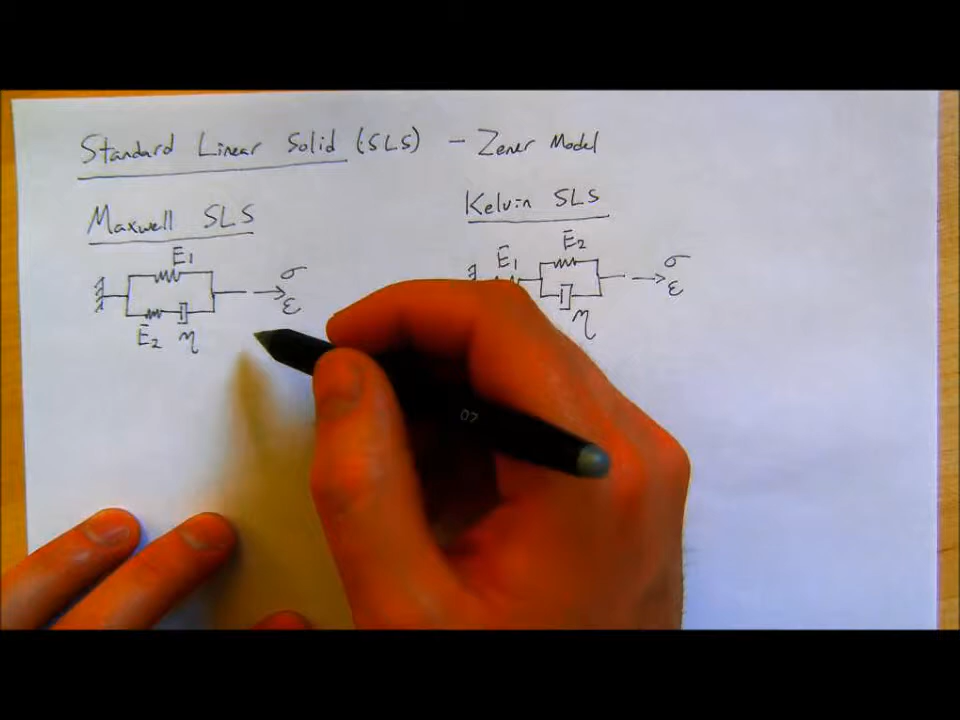 Standard Linear Solid (SLS) - Zener Model
Maxwell SLS
E1
σ
ε
E2 η
Kelvin SLS
E1 E2
σ
ε
η